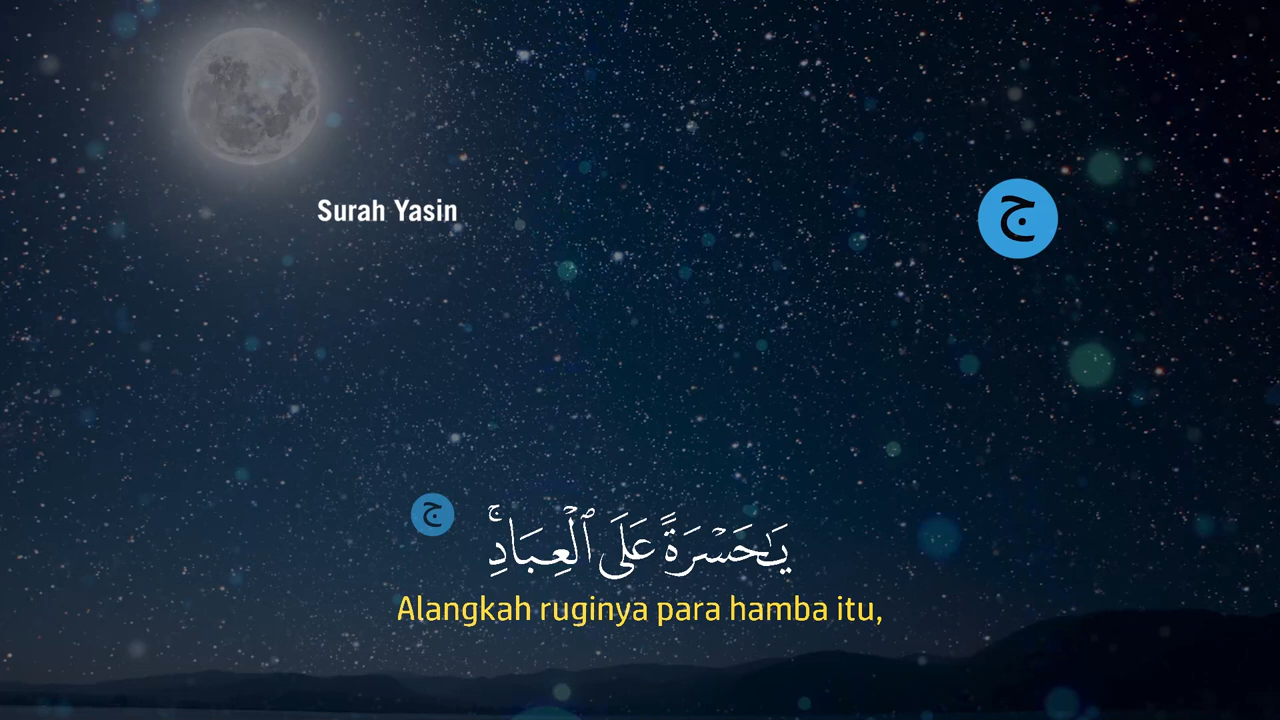 Surah Yasin
ج
ج
يَـٰحَسْرَةً عَلَى ٱلْعِبَادِ ۚ
Alangkah ruginya para hamba itu,